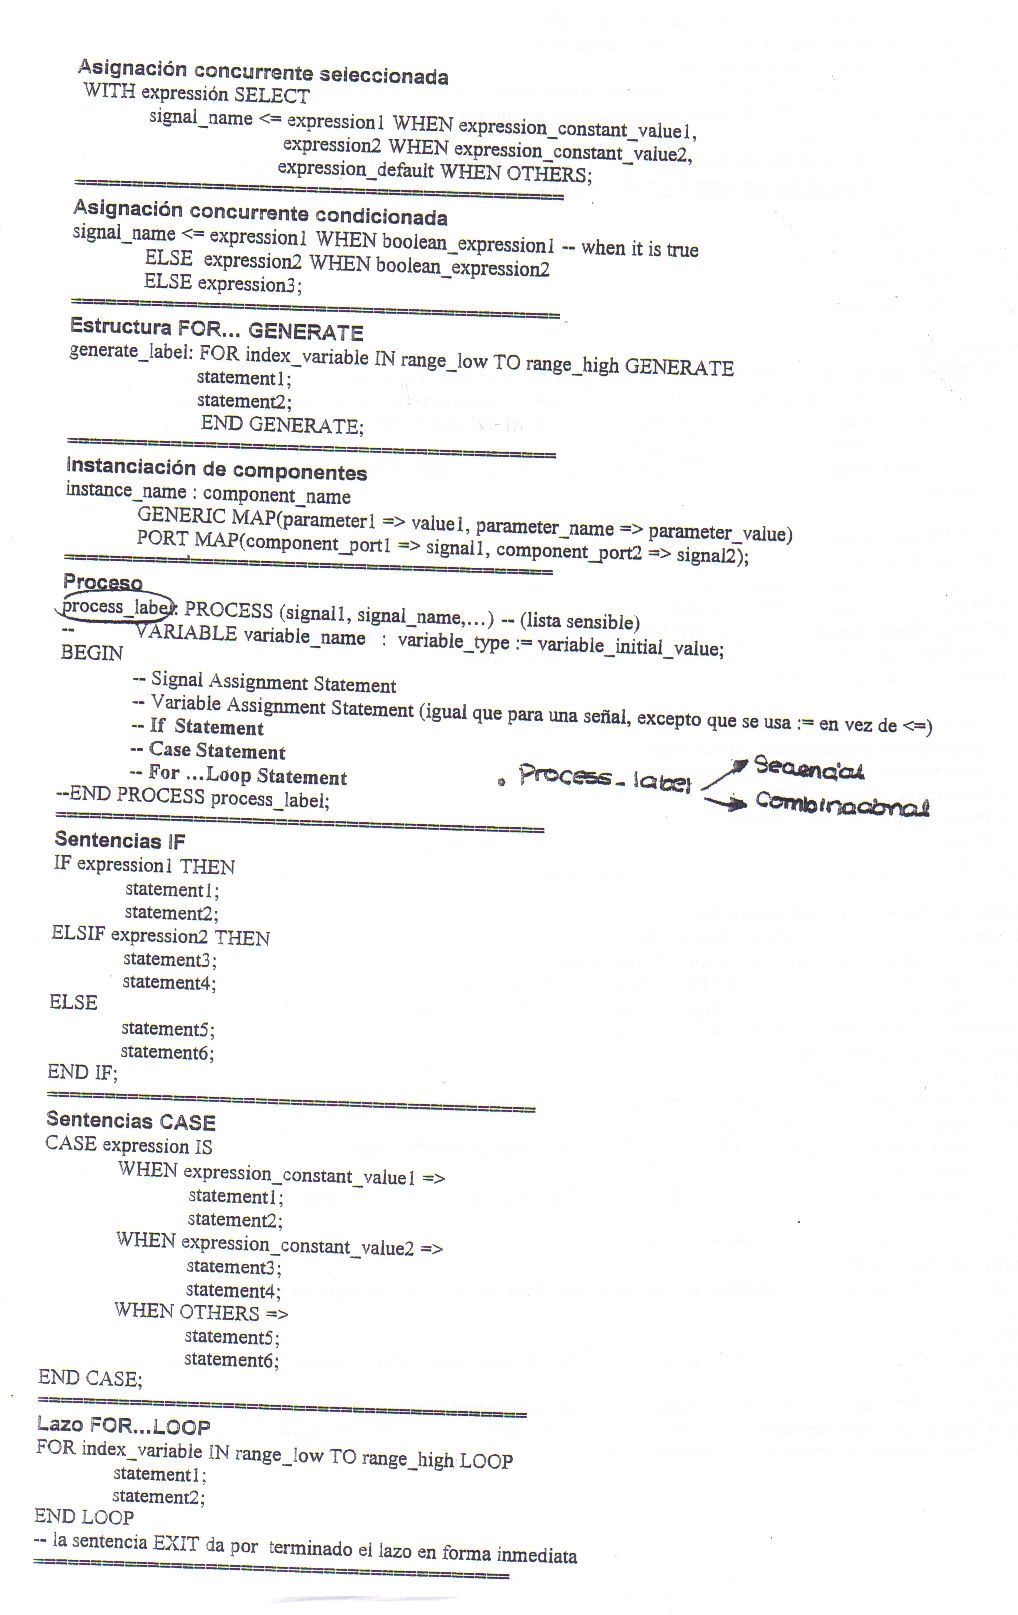 Asignación concurrente seleccionada
WITH expressión SELECT
signal_name <= expression1 WHEN expression_constant_value1,
expression2 WHEN expression_constant_value2,
expression_default WHEN OTHERS;
================================================
Asignación concurrente condicionada
signal_name <= expression1 WHEN boolean_expression1 -- when it is true
ELSE expression2 WHEN boolean_expression2
ELSE expression3;
================================================
Estructura FOR... GENERATE
generate_label: FOR index_variable IN range_low TO range_high GENERATE
statement1;
statement2;
END GENERATE;
================================================
Instanciación de componentes
instance_name : component_name
GENERIC MAP(parameter1 => value1, parameter_name => parameter_value)
PORT MAP(component_port1 => signal1, component_port2 => signal2);
================================================
Proceso
process_label: PROCESS (signal1, signal_name,...) -- (lista sensible)
-- VARIABLE variable_name : variable_type := variable_initial_value;
BEGIN
-- Signal Assignment Statement
-- Variable Assignment Statement (igual que para una señal, excepto que se usa := en vez de <=)
-- If Statement
-- Case Statement
-- For ...Loop Statement
. Process_label
Secuencial
Combinacional
--END PROCESS process_label;
================================================
Sentencias IF
IF expression1 THEN
statement1;
statement2;
ELSIF expression2 THEN
statement3;
statement4;
ELSE
statement5;
statement6;
END IF;
================================================
Sentencias CASE
CASE expression IS
WHEN expression_constant_value1 =>
statement1;
statement2;
WHEN expression_constant_value2 =>
statement3;
statement4;
WHEN OTHERS =>
statement5;
statement6;
END CASE;
================================================
Lazo FOR...LOOP
FOR index_variable IN range_low TO range_high LOOP
statement1;
statement2;
END LOOP
-- la sentencia EXIT da por terminado el lazo en forma inmediata
================================================